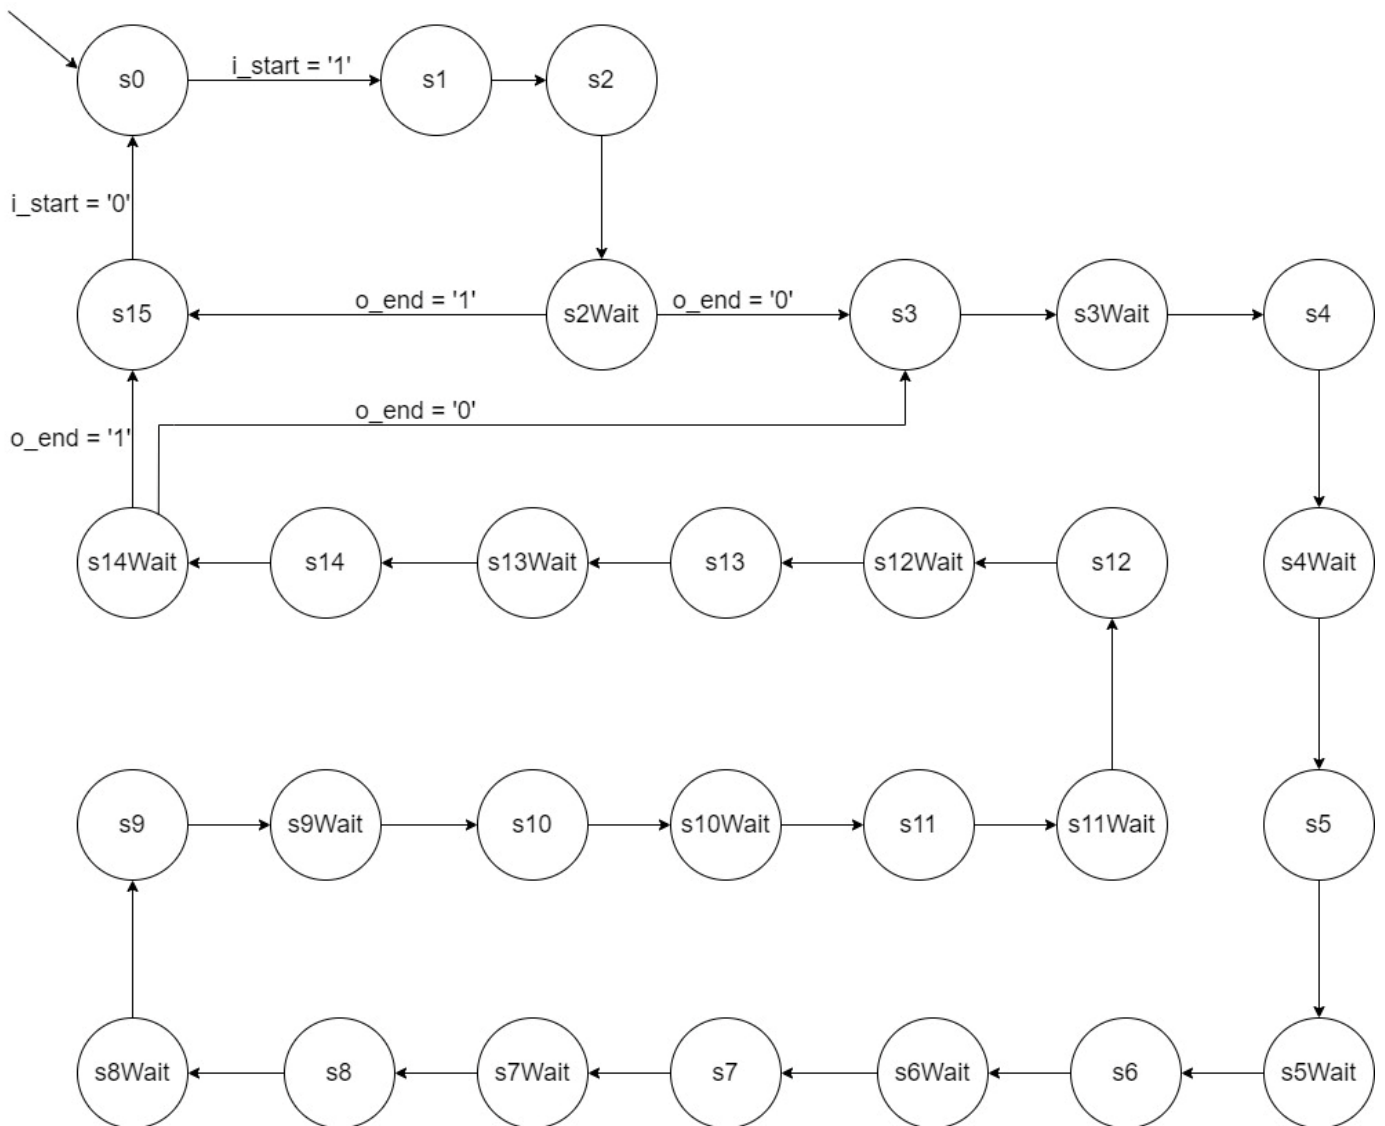 s0
i_start = '1'
s1
s2
i_start = '0'
s15
o_end = '1'
s2Wait
o_end = '0'
s3
s3Wait
s4
o_end = '0'
o_end = '1'
s14Wait
s14
s13Wait
s13
s12Wait
s12
s4Wait
s9
s9Wait
s10
s10Wait
s11
s11Wait
s5
s8Wait
s8
s7Wait
s7
s6Wait
s6
s5Wait